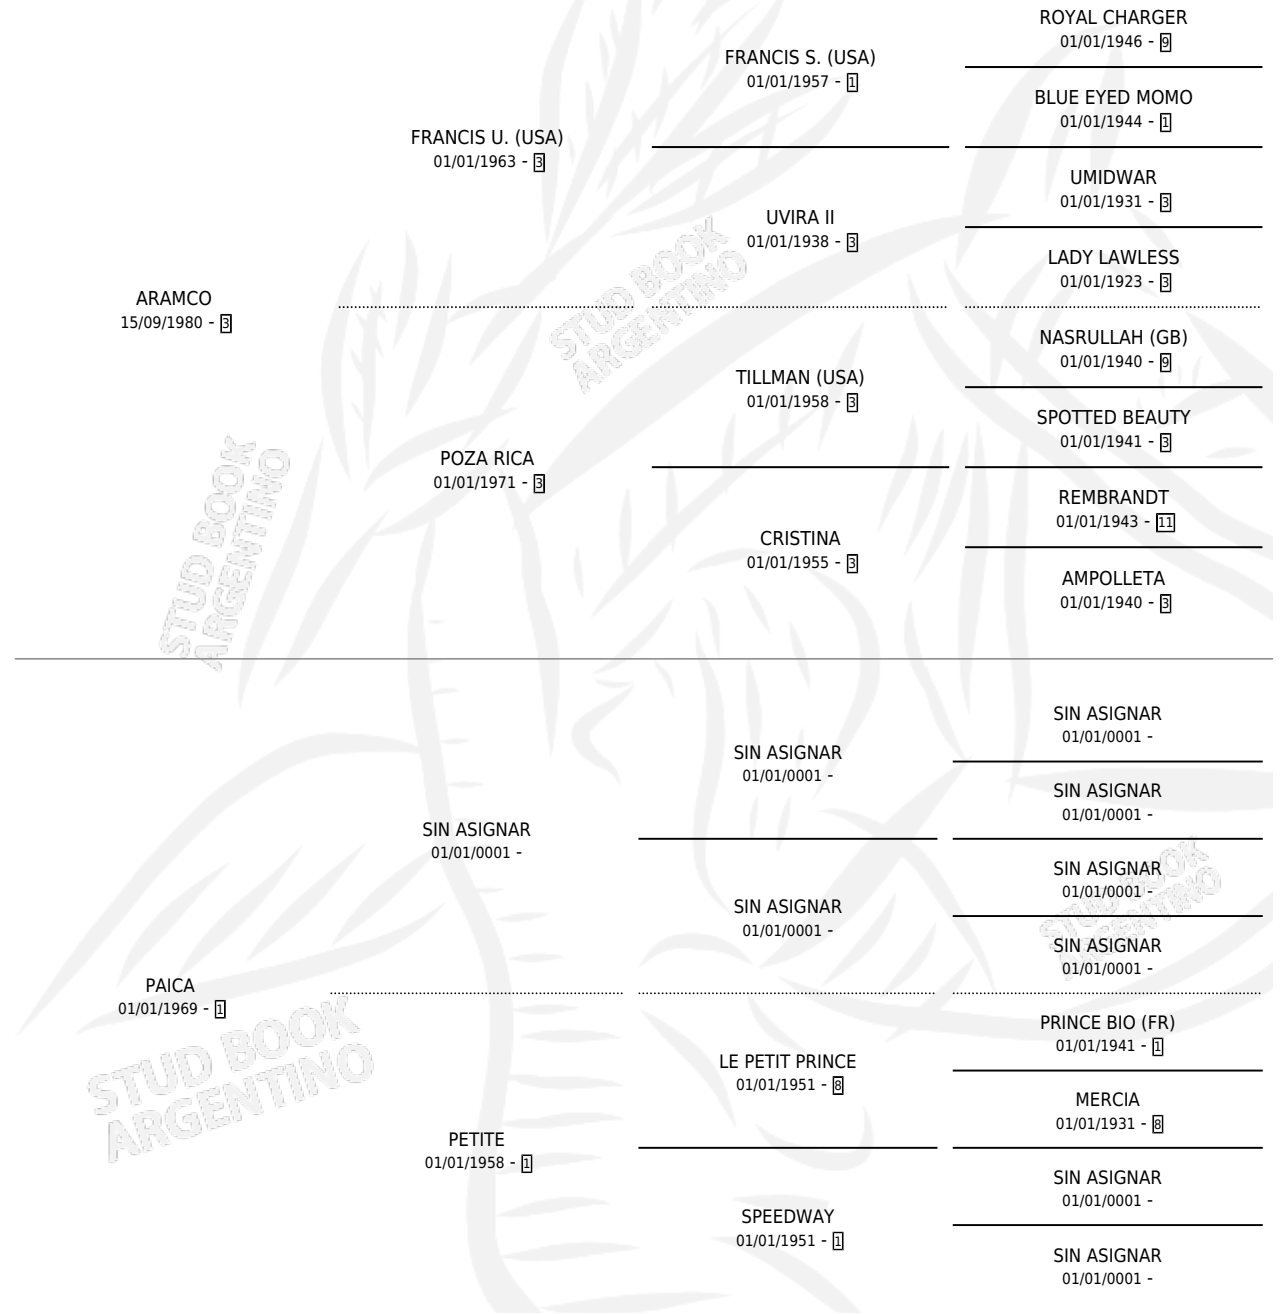 ROYAL CHARGER
01/01/1946 - 9
FRANCIS S. (USA)
01/01/1957 - 1
BLUE EYED MOMO
01/01/1944 - 1
FRANCIS U. (USA)
01/01/1963 - 3
UMIDWAR
01/01/1931 - 3
UVIRA II
01/01/1938 - 3
LADY LAWLESS
01/01/1923 - 3
ARAMCO
15/09/1980 - 3
NASRULLAH (GB)
01/01/1940 - 9
TILLMAN (USA)
01/01/1958 - 3
SPOTTED BEAUTY
01/01/1941 - 3
POZA RICA
01/01/1971 - 3
REMBRANDT
01/01/1943 - 11
CRISTINA
01/01/1955 - 3
AMPOLLETA
01/01/1940 - 3
STUD BOOK
ARGENTINO
STUD BOOK
ARGENTINO
SIN ASIGNAR
01/01/0001 -
SIN ASIGNAR
01/01/0001 -
SIN ASIGNAR
01/01/0001 -
SIN ASIGNAR
01/01/0001 -
SIN ASIGNAR
01/01/0001 -
SIN ASIGNAR
01/01/0001 -
SIN ASIGNAR
01/01/0001 -
PAICA
01/01/1969 - 1
PRINCE BIO (FR)
01/01/1941 - 1
LE PETIT PRINCE
01/01/1951 - 8
MERCIA
01/01/1931 - 8
PETITE
01/01/1958 - 1
SIN ASIGNAR
01/01/0001 -
SPEEDWAY
01/01/1951 - 1
SIN ASIGNAR
01/01/0001 -
STUD BOOK
ARGENTINO
STUD BOOK
ARGENTINO